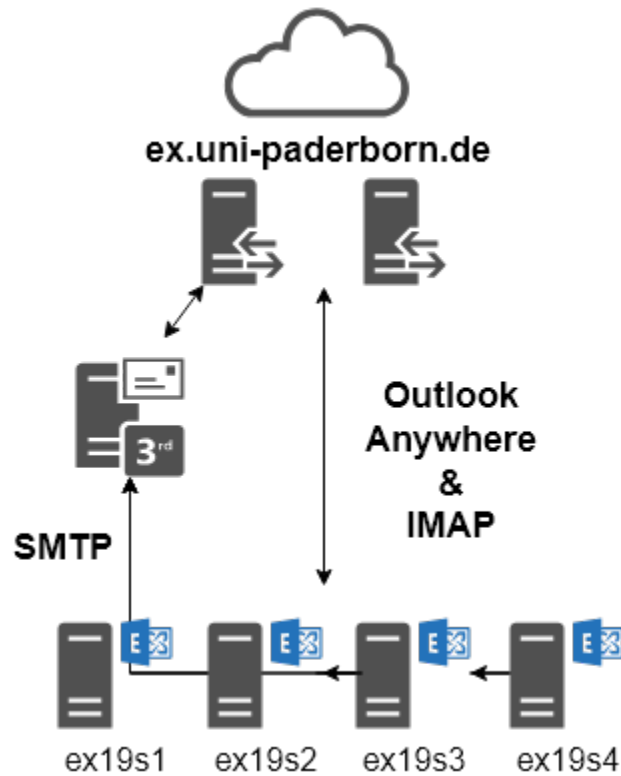 ex.uni-paderborn.de
3rd
Outlook
Anywhere
&
IMAP
SMTP
E
E
E
E
ex19s1
ex19s2
ex19s3
ex19s4